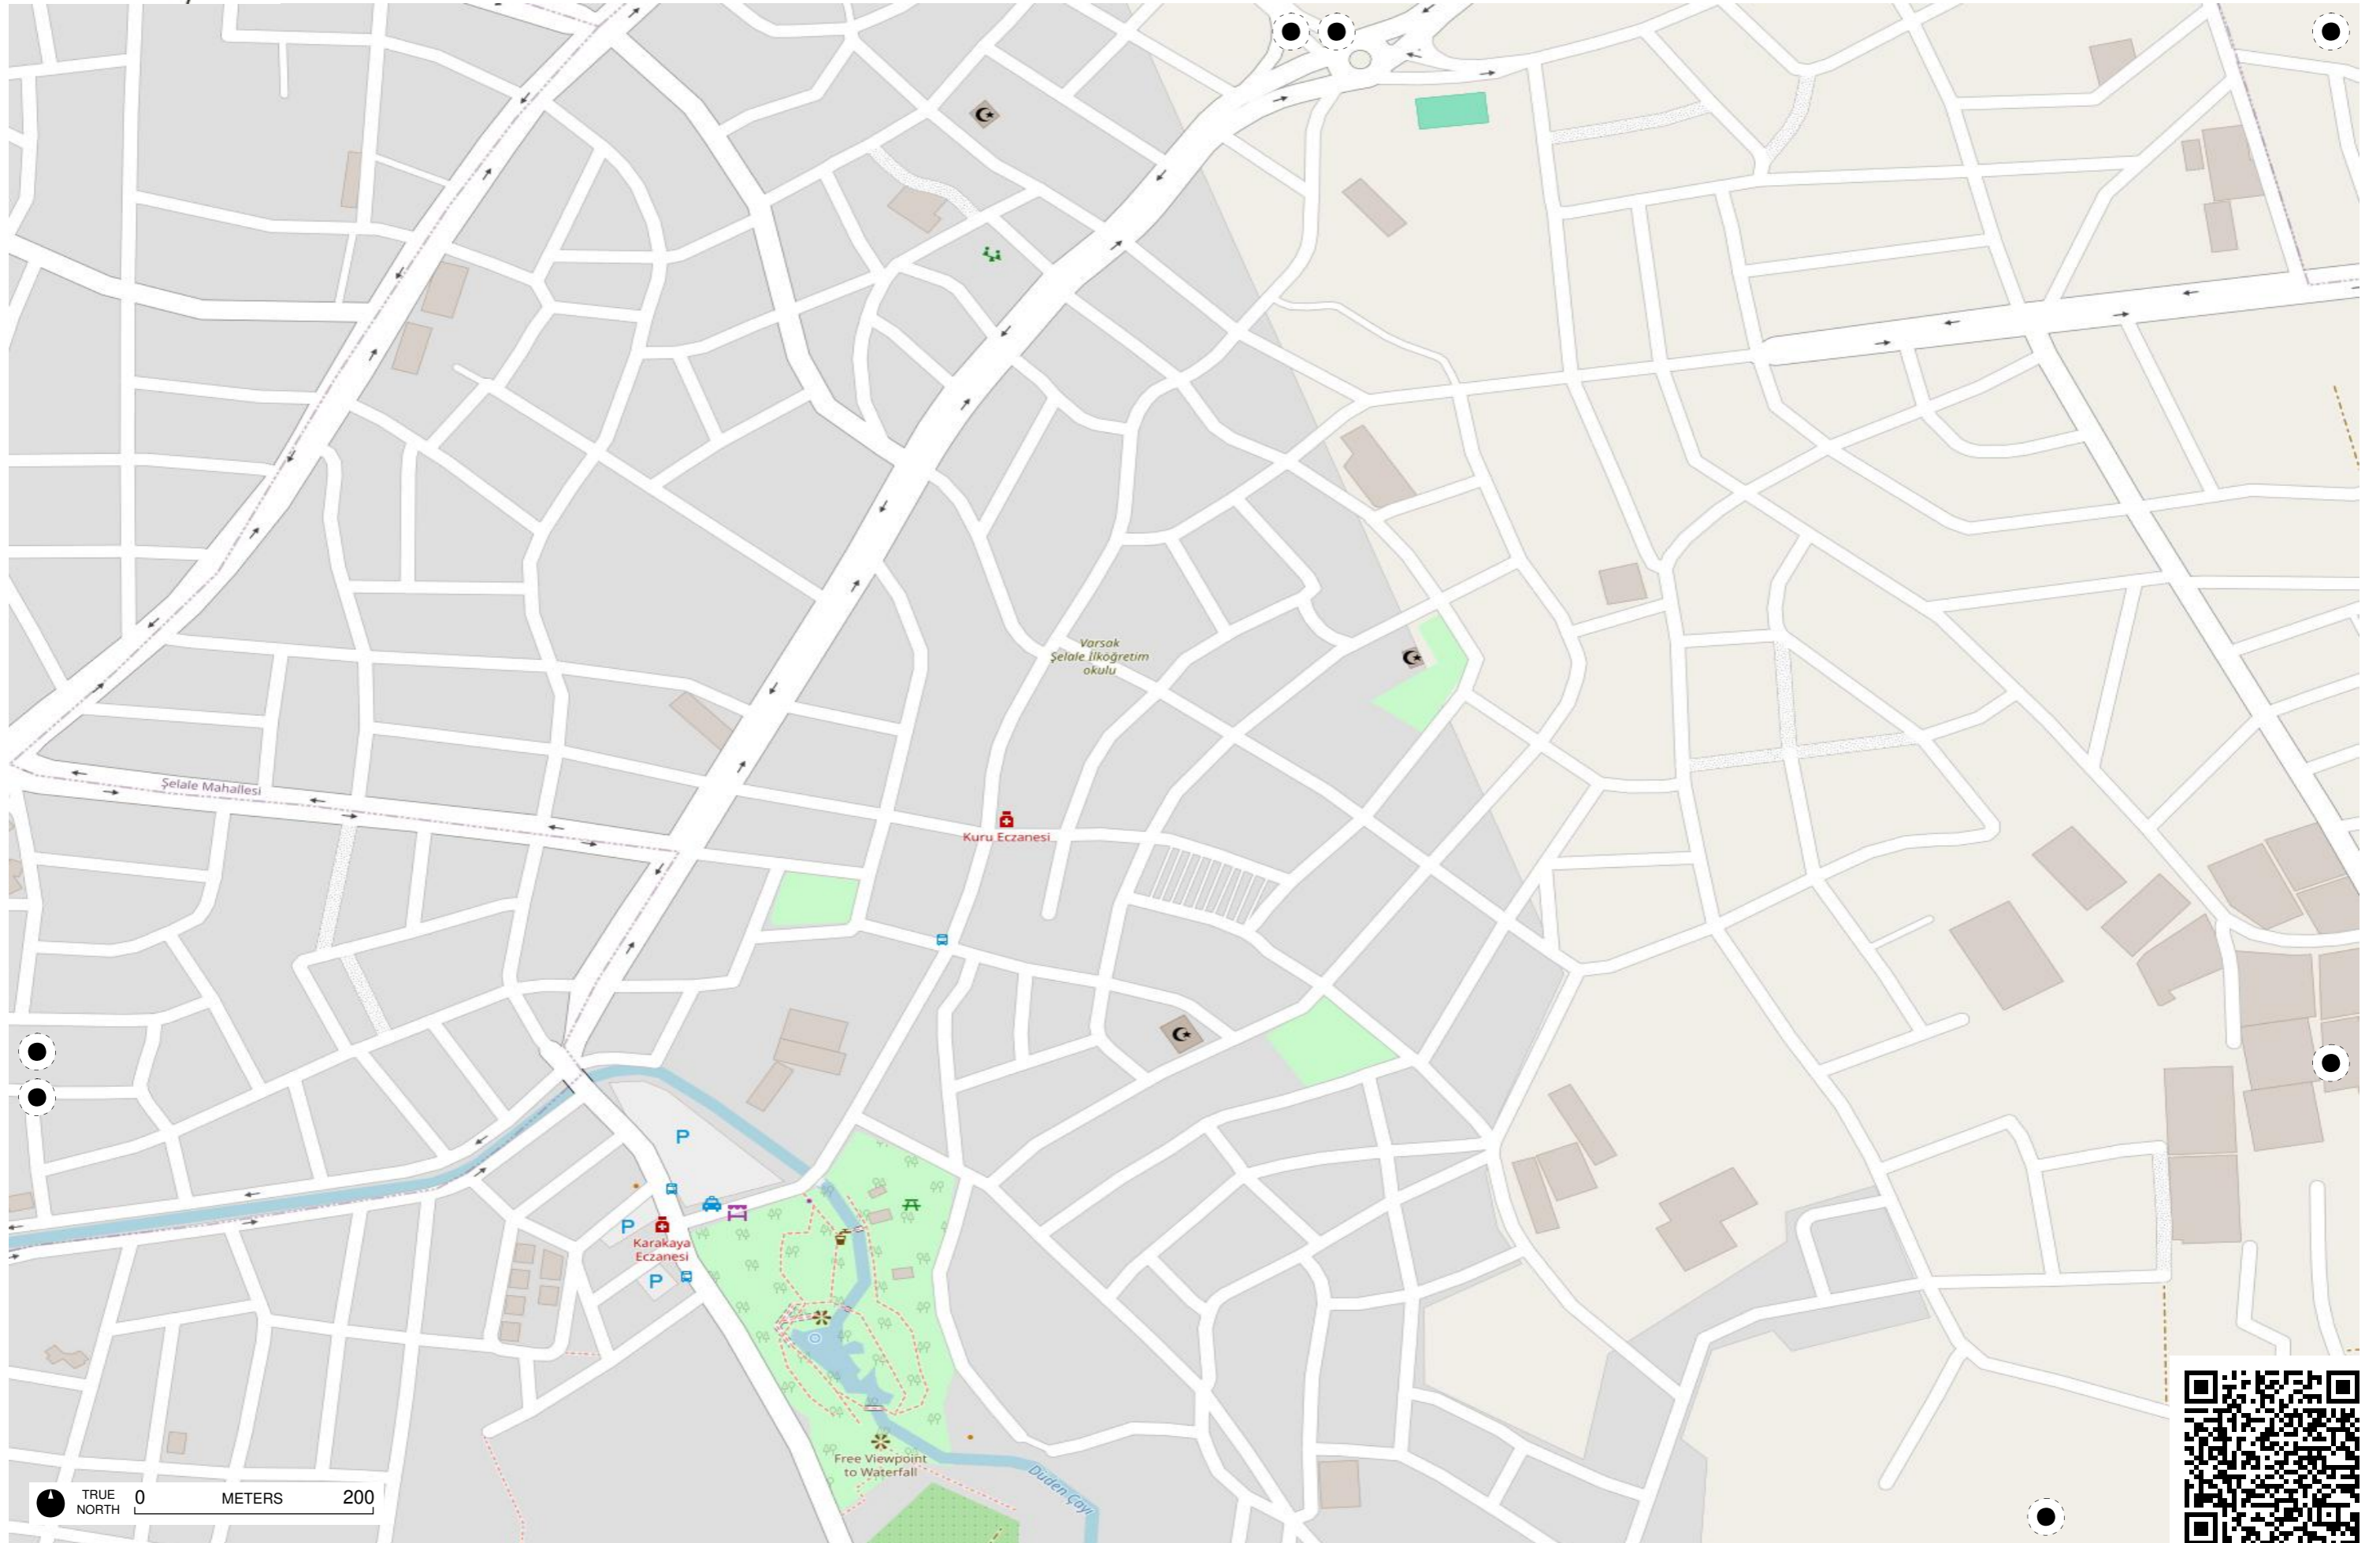 Varsak
Şelale İlköğretim
okulu
Şelale Mahallesi
Kuru Eczanesi
P
P
Karakaya
Eczanesi
P
Free Viewpoint
to Waterfall
Düden Çayı
TRUE
NORTH
0 METERS 200